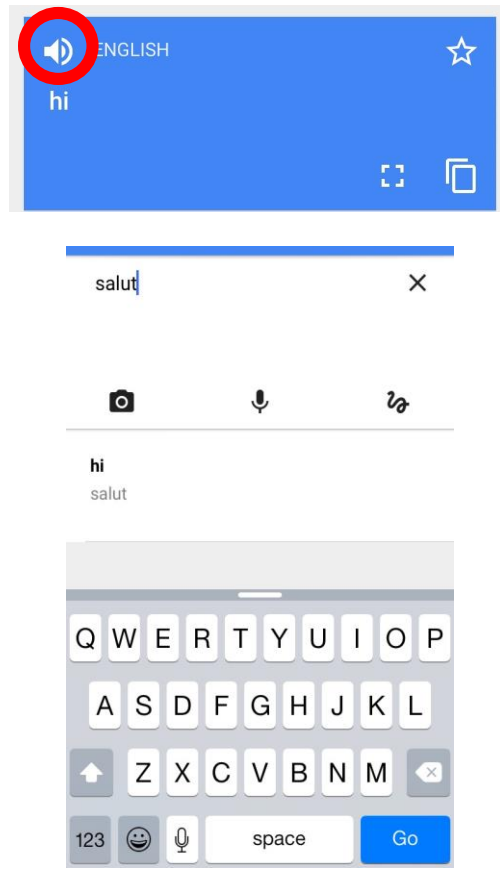 ENGLISH
hi
salut
hi
salut
Q W E R T Y U I O P
A S D F G H J K L
Z X C V B N M
123 space Go